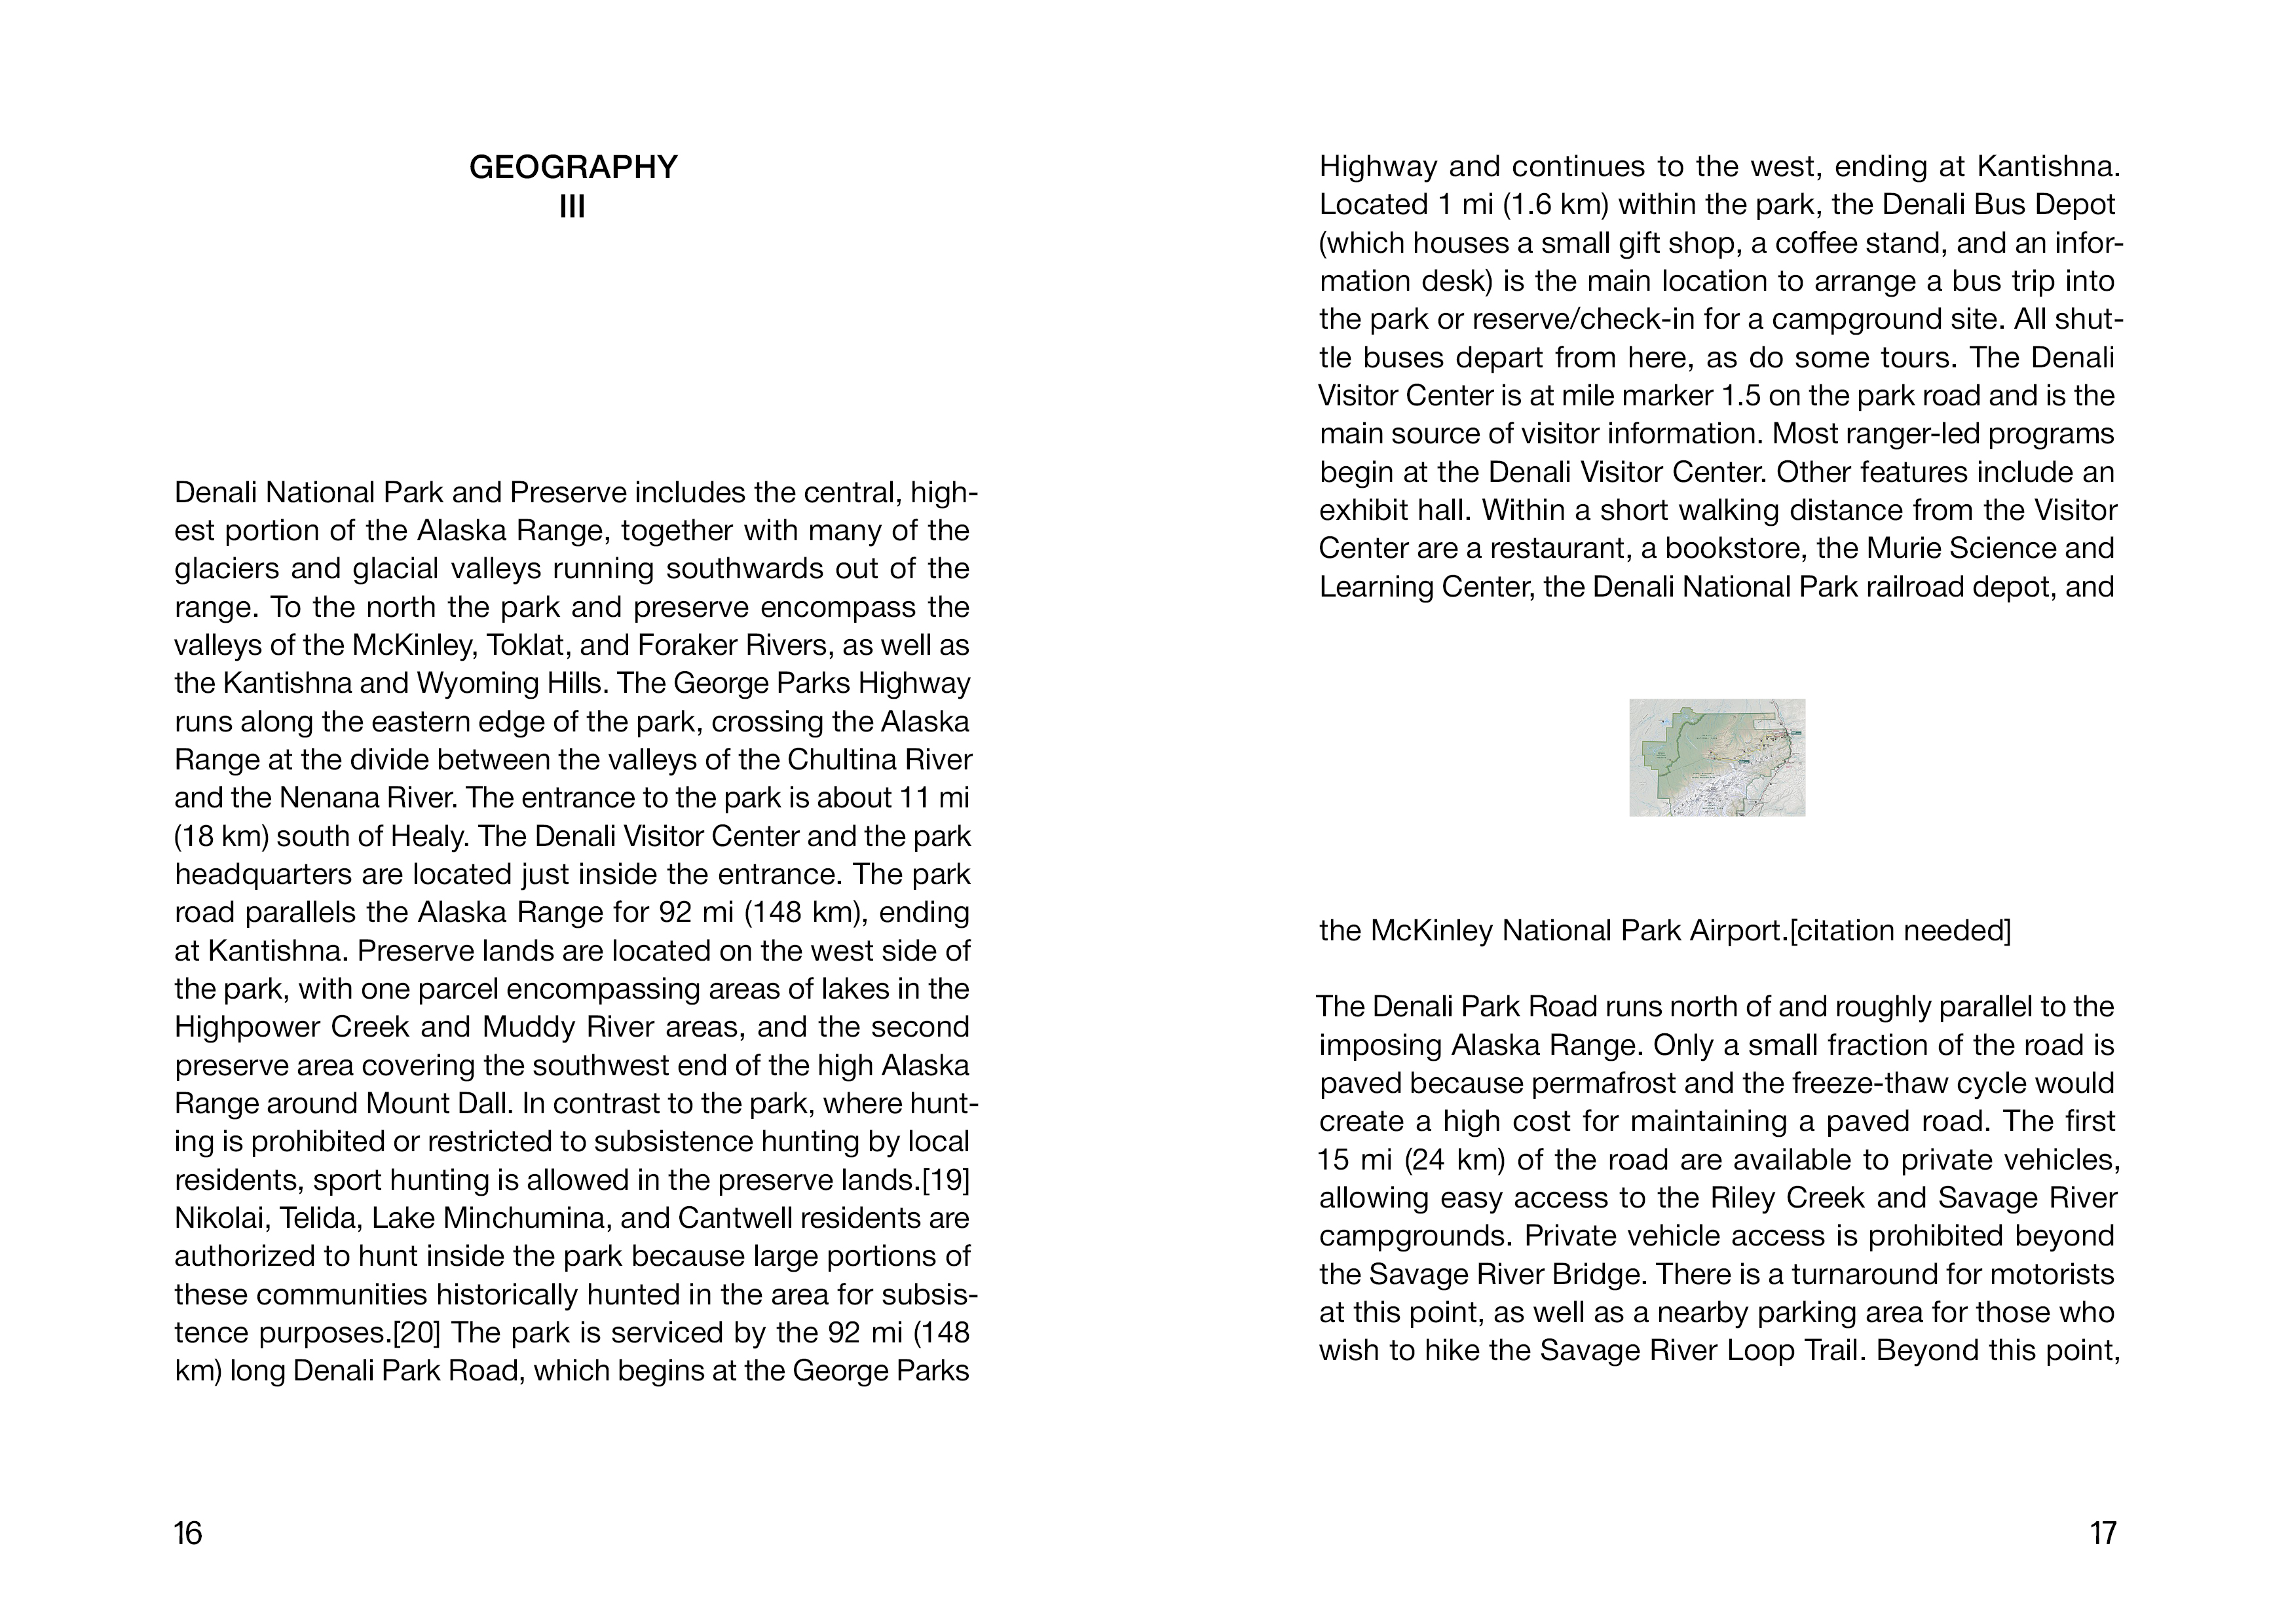 GEOGRAPHY
III
Denali National Park and Preserve includes the central, high-
est portion of the Alaska Range, together with many of the
glaciers and glacial valleys running southwards out of the
range. To the north the park and preserve encompass the
valleys of the McKinley, Toklat, and Foraker Rivers, as well as
the Kantishna and Wyoming Hills. The George Parks Highway
runs along the eastern edge of the park, crossing the Alaska
Range at the divide between the valleys of the Chultina River
and the Nenana River. The entrance to the park is about 11 mi
(18 km) south of Healy. The Denali Visitor Center and the park
headquarters are located just inside the entrance. The park
road parallels the Alaska Range for 92 mi (148 km), ending
at Kantishna. Preserve lands are located on the west side of
the park, with one parcel encompassing areas of lakes in the
Highpower Creek and Muddy River areas, and the second
preserve area covering the southwest end of the high Alaska
Range around Mount Dall. In contrast to the park, where hunt-
ing is prohibited or restricted to subsistence hunting by local
residents, sport hunting is allowed in the preserve lands.[19]
Nikolai, Telida, Lake Minchumina, and Cantwell residents are
authorized to hunt inside the park because large portions of
these communities historically hunted in the area for subsis-
tence purposes.[20] The park is serviced by the 92 mi (148
km) long Denali Park Road, which begins at the George Parks
16
Highway and continues to the west, ending at Kantishna.
Located 1 mi (1.6 km) within the park, the Denali Bus Depot
(which houses a small gift shop, a coffee stand, and an infor-
mation desk) is the main location to arrange a bus trip into
the park or reserve/check-in for a campground site. All shut-
tle buses depart from here, as do some tours. The Denali
Visitor Center is at mile marker 1.5 on the park road and is the
main source of visitor information. Most ranger-led programs
begin at the Denali Visitor Center. Other features include an
exhibit hall. Within a short walking distance from the Visitor
Center are a restaurant, a bookstore, the Murie Science and
Learning Center, the Denali National Park railroad depot, and
the McKinley National Park Airport.[citation needed]
The Denali Park Road runs north of and roughly parallel to the
imposing Alaska Range. Only a small fraction of the road is
paved because permafrost and the freeze-thaw cycle would
create a high cost for maintaining a paved road. The first
15 mi (24 km) of the road are available to private vehicles,
allowing easy access to the Riley Creek and Savage River
campgrounds. Private vehicle access is prohibited beyond
the Savage River Bridge. There is a turnaround for motorists
at this point, as well as a nearby parking area for those who
wish to hike the Savage River Loop Trail. Beyond this point,
17